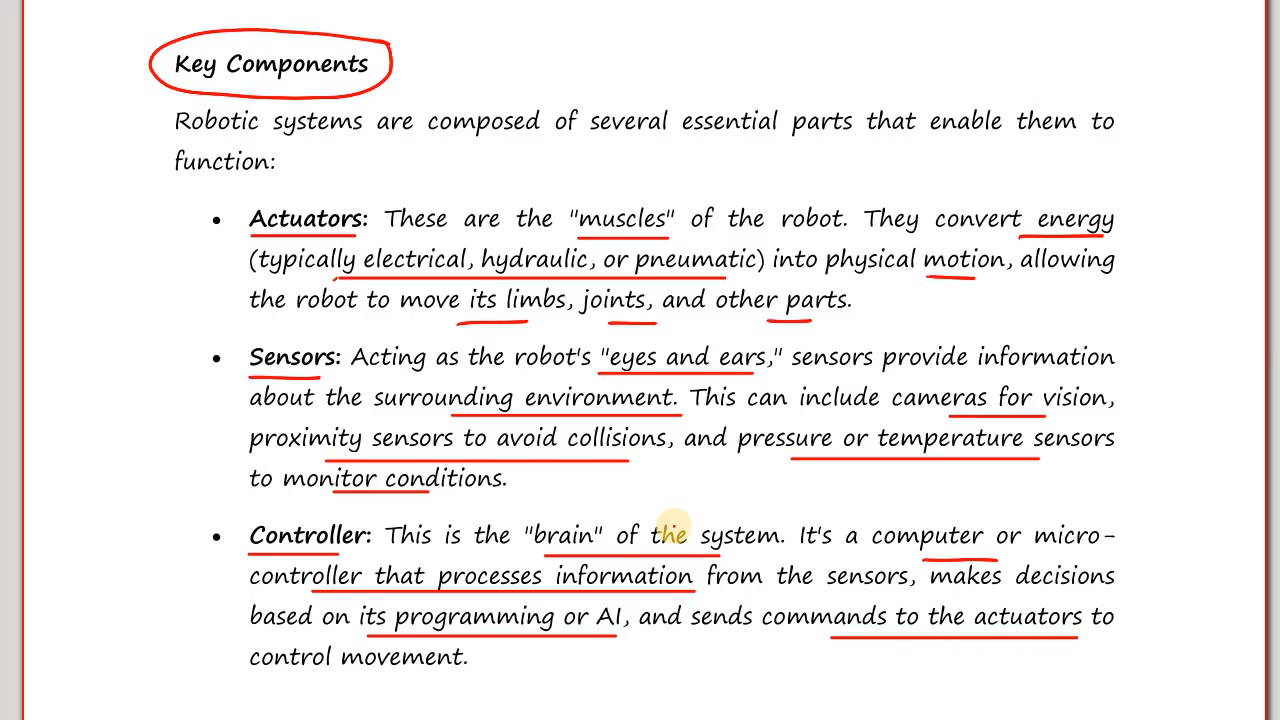 Key Components
Robotic systems are composed of several essential parts that enable them to
function:
• Actuators: These are the "muscles" of the robot. They convert energy
(typically electrical, hydraulic, or pneumatic) into physical motion, allowing
the robot to move its limbs, joints, and other parts.
• Sensors: Acting as the robot's "eyes and ears," sensors provide information
about the surrounding environment. This can include cameras for vision,
proximity sensors to avoid collisions, and pressure or temperature sensors
to monitor conditions.
• Controller: This is the "brain" of the system. It's a computer or micro-
controller that processes information from the sensors, makes decisions
based on its programming or AI, and sends commands to the actuators to
control movement.